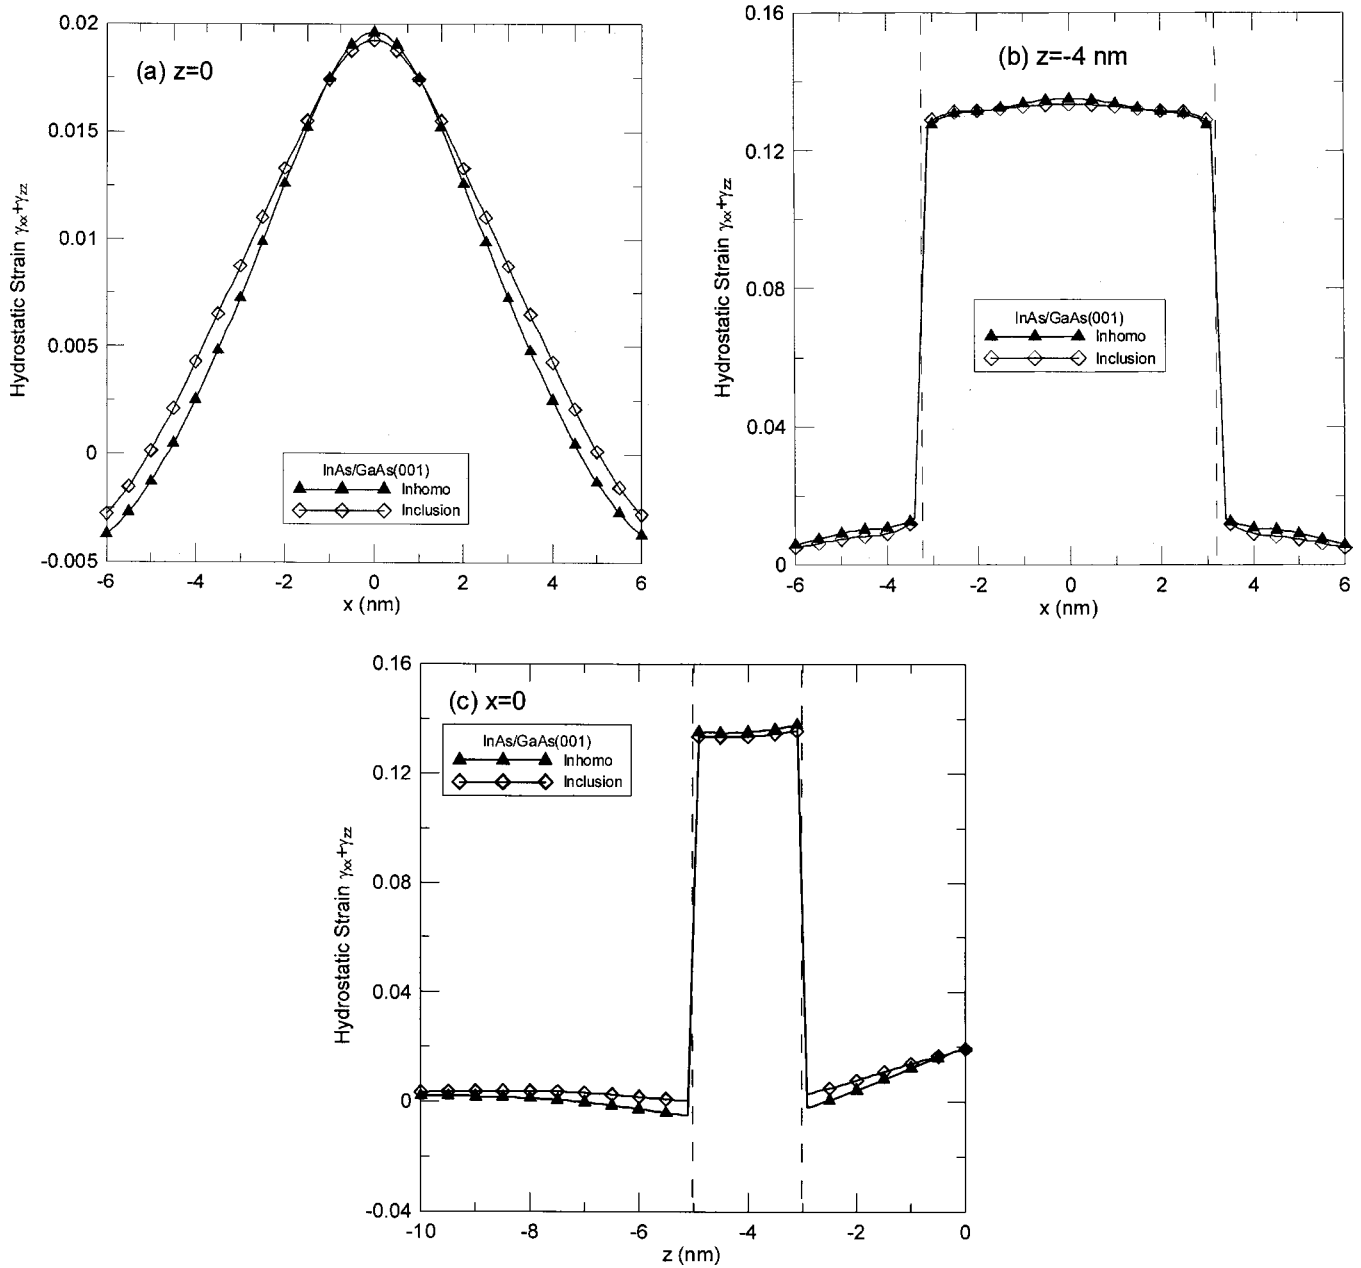 (a) z=0
0.02
0.015
0.01
0.005
0
-0.005
Hydrostatic Strain γxx+γzz
InAs/GaAs(001)
Inhomo
Inclusion
-6 -4 -2 0 2 4 6
x (nm)
(b) z=-4 nm
0.16
0.12
0.08
0.04
0
Hydrostatic Strain γxx+γzz
InAs/GaAs(001)
Inhomo
Inclusion
-6 -4 -2 0 2 4 6
x (nm)
(c) x=0
0.16
0.12
0.08
0.04
0
-0.04
Hydrostatic Strain γxx+γzz
InAs/GaAs(001)
Inhomo
Inclusion
-10 -8 -6 -4 -2 0
z (nm)